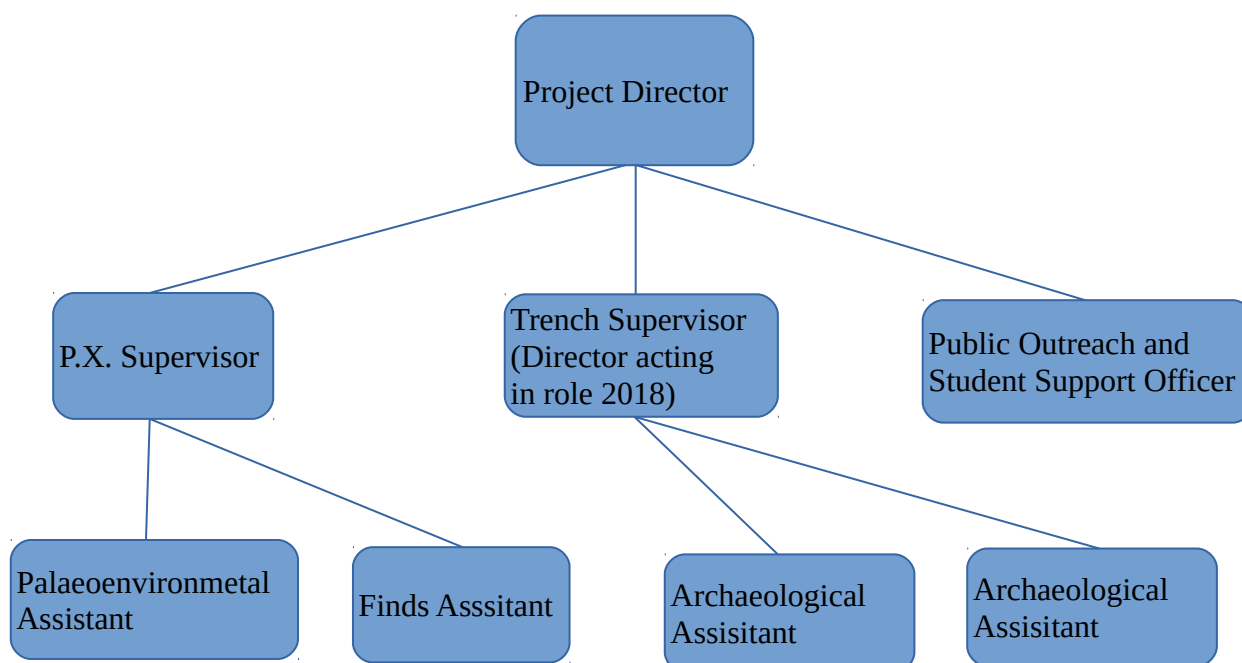 Project Director
P.X. Supervisor
Trench Supervisor
(Director acting
in role 2018)
Public Outreach and
Student Support Officer
Palaeoenvironmetal
Assistant
Finds Asssitant
Archaeological
Assisitant
Archaeological
Assisitant